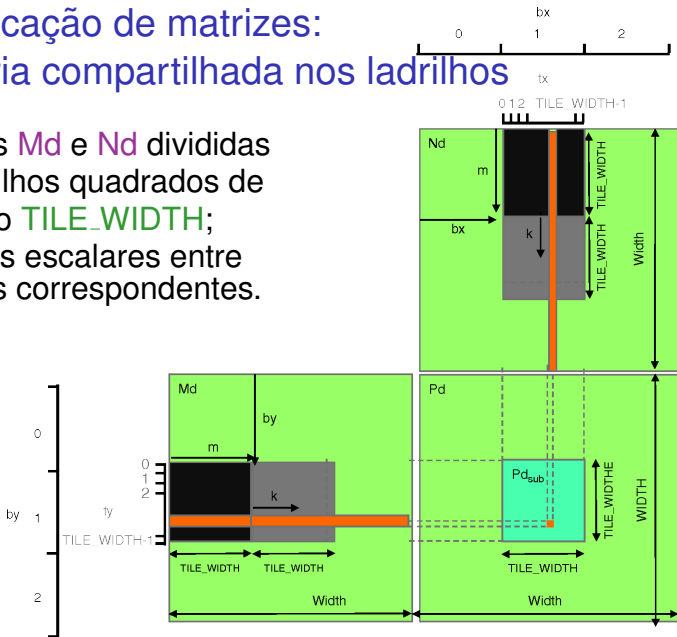 cação de matrizes:
ria compartilhada nos ladrilhos
s Md e Nd divididas
ilhos quadrados de
o TILE_WIDTH;
s escalares entre
s correspondentes.
bx
0 1 2
tx
0 1 2 TILE_WIDTH-1
Nd
m
bx
k
TILE_WIDTH
TILE_WIDTH
Width
Md
by
m
k
TILE_WIDTH
TILE_WIDTH
Width
by
0
1
2
ty
0
1
2
TILE_WIDTH-1
Pd
Pdsub
TILE_WIDTHE
WIDTH
TILE_WIDTH
Width